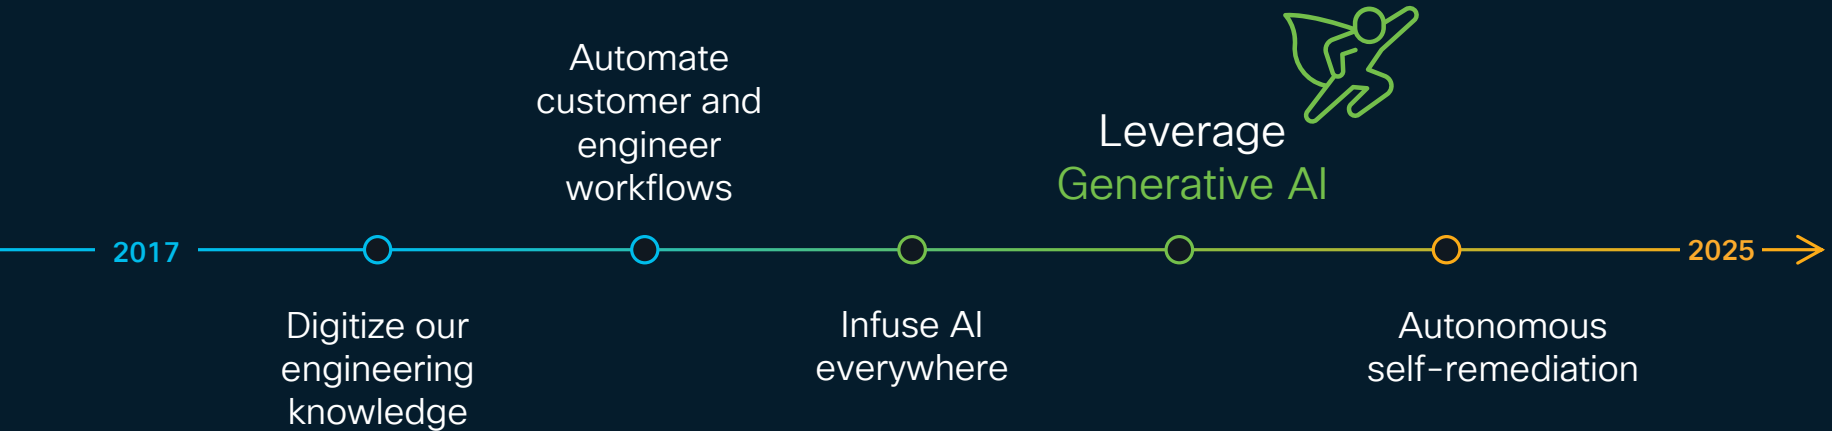 Automate
customer and
engineer
workflows
Leverage
Generative AI
2017
2025
Digitize our
engineering
knowledge
Infuse AI
everywhere
Autonomous
self-remediation